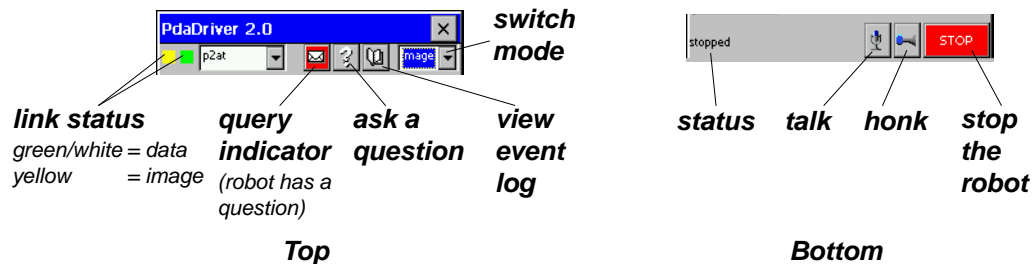 PdaDriver 2.0
p2at
mage
switch
mode
link status
green/white = data
yellow = image
query
indicator
(robot has a
question)
ask a
question
view
event
log
Top
stopped
STOP
status
talk
honk
stop
the
robot
Bottom